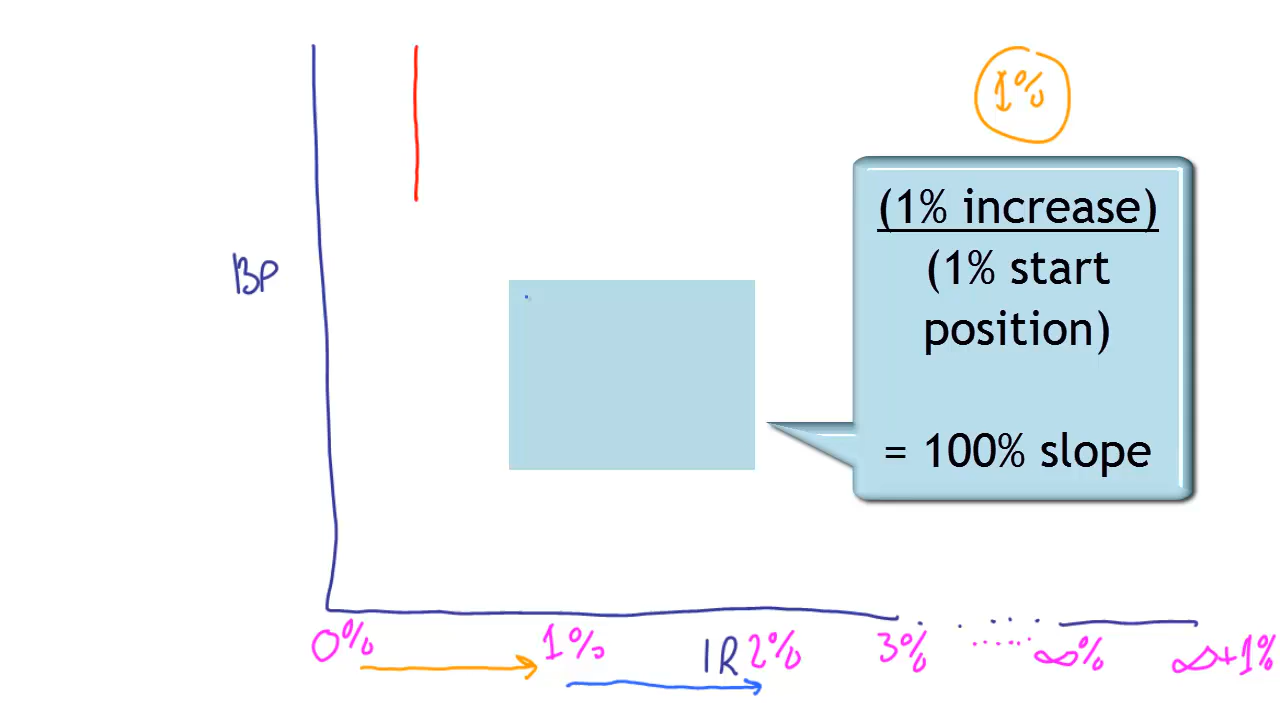 1%
(1% increase)
(1% start
position)
= 100% slope
BP
0% 1% IR 2% 3% ...... ∞% ∞+1%